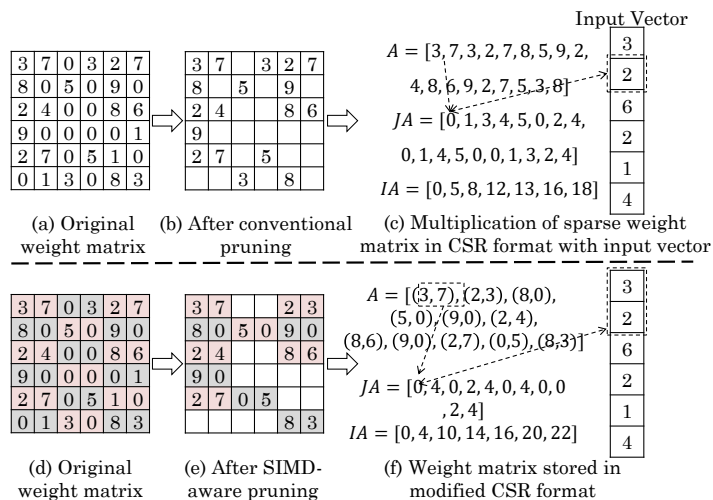 3 7 0 3 2 7
8 0 5 0 9 0
2 4 0 0 8 6
9 0 0 0 0 1
2 7 0 5 1 0
0 1 3 0 8 3
(a) Original
weight matrix
3 7 3 2 7
8 5 9
2 4 8 6
9
2 7 5
3 8
(b) After conventional
pruning
Input Vector
A = [3, 7, 3, 2, 7, 8, 5, 9, 2,
4, 8, 6, 9, 2, 7, 5, 3, 8]
JA = [0, 1, 3, 4, 5, 0, 2, 4,
0, 1, 4, 5, 0, 0, 1, 3, 2, 4]
IA = [0, 5, 8, 12, 13, 16, 18]
3
2
6
2
1
4
(c) Multiplication of sparse weight
matrix in CSR format with input vector
3 7 0 3 2 7
8 0 5 0 9 0
2 4 0 0 8 6
9 0 0 0 0 1
2 7 0 5 1 0
0 1 3 0 8 3
(d) Original
weight matrix
3 7 2 3
8 0 5 0 9 0
2 4 8 6
9 0
2 7 0 5
8 3
(e) After SIMD-
aware pruning
A = [(3, 7), (2,3), (8,0),
(5, 0), (9,0), (2, 4),
(8,6), (9,0), (2,7), (0,5), (8,3)]
JA = [0, 4, 0, 2, 4, 0, 4, 0, 0
, 2, 4]
IA = [0, 4, 10, 14, 16, 20, 22]
3
2
6
2
1
4
(f) Weight matrix stored in
modified CSR format